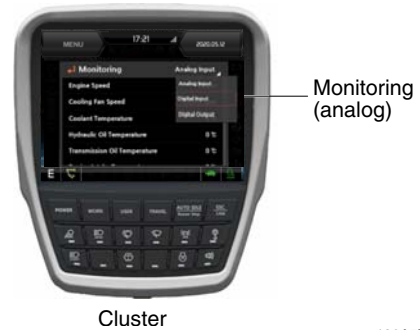 MENU 17:21 2020.05.12
Monitoring Analog Input
Engine Speed Analog Input
Cooling Fan Speed Digital Input
Coolant Temperature Digital Output
Hydraulic Oil Temperature 0 ℃
Transmission Oil Temperature 0 ℃
E
POWER WORK USER TRAVEL AUTO IDLE ESC
Monitoring
(analog)
Cluster